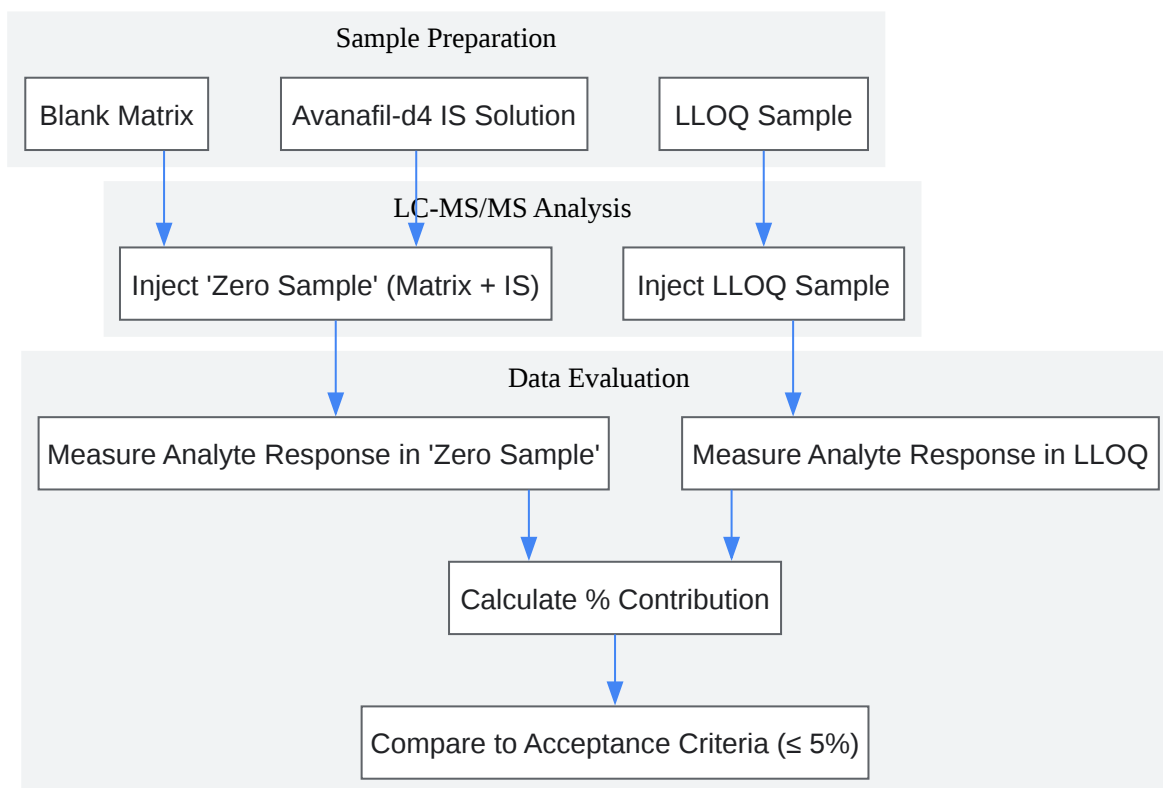 Sample Preparation
Blank Matrix
Avanafil-d4 IS Solution
LLOQ Sample
LC-MS/MS Analysis
Inject 'Zero Sample' (Matrix + IS)
Inject LLOQ Sample
Data Evaluation
Measure Analyte Response in 'Zero Sample'
Measure Analyte Response in LLOQ
Calculate % Contribution
Compare to Acceptance Criteria (≤ 5%)